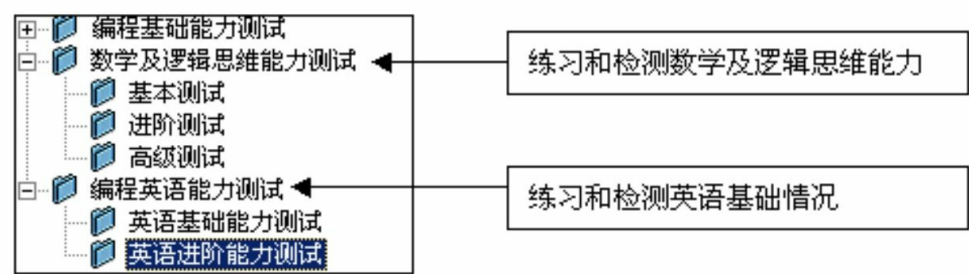 编程基础能力测试
数学及逻辑思维能力测试
练习和检测数学及逻辑思维能力
基本测试
进阶测试
高级测试
编程英语能力测试
练习和检测英语基础情况
英语基础能力测试
英语进阶能力测试